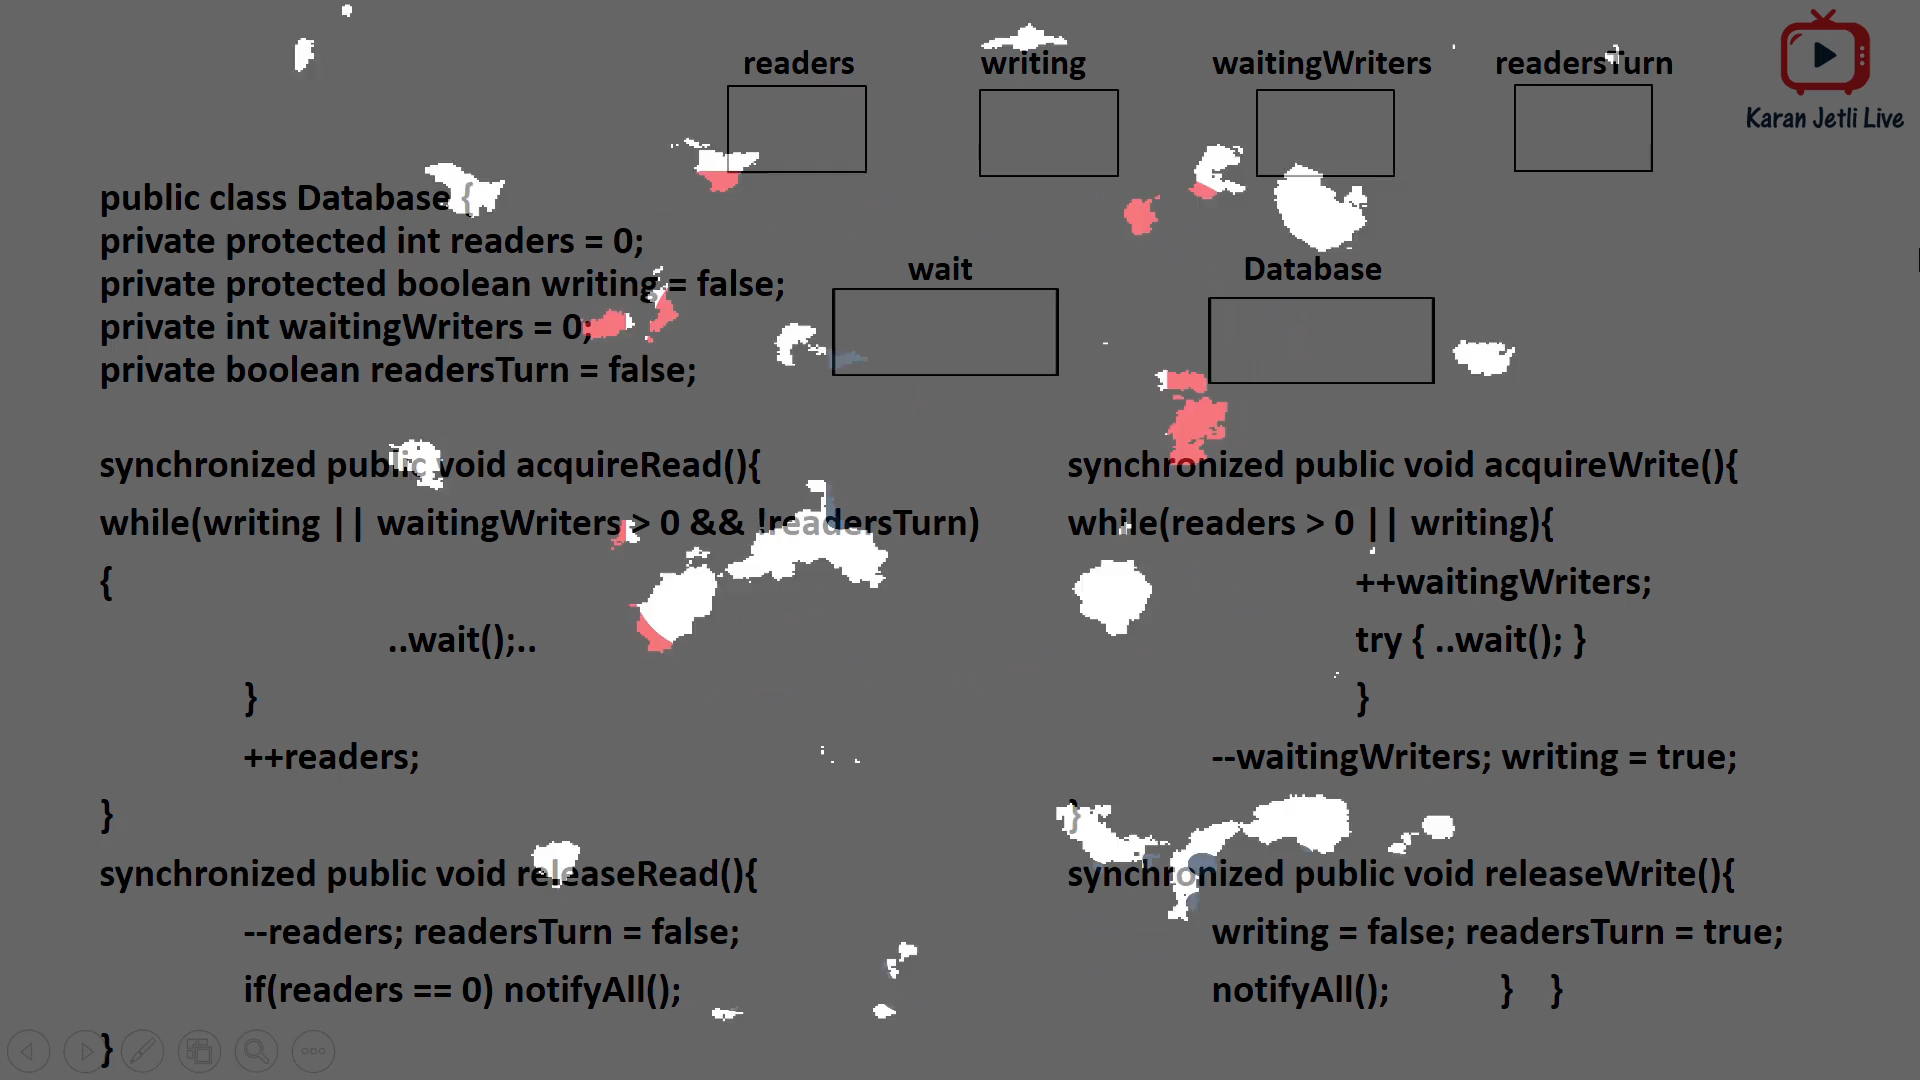 readers writing waitingWriters readersTurn
Karan Jetli Live
public class Database {
private protected int readers = 0;
private protected boolean writing = false;
private int waitingWriters = 0;
private boolean readersTurn = false;
wait Database
synchronized public void acquireRead(){
while(writing || waitingWriters > 0 && !readersTurn)
{
..wait();..
}
++readers;
}
synchronized public void releaseRead(){
--readers; readersTurn = false;
if(readers == 0) notifyAll();
}
synchronized public void acquireWrite(){
while(readers > 0 || writing){
++waitingWriters;
try { ..wait(); }
}
--waitingWriters; writing = true;
}
synchronized public void releaseWrite(){
writing = false; readersTurn = true;
notifyAll(); } }